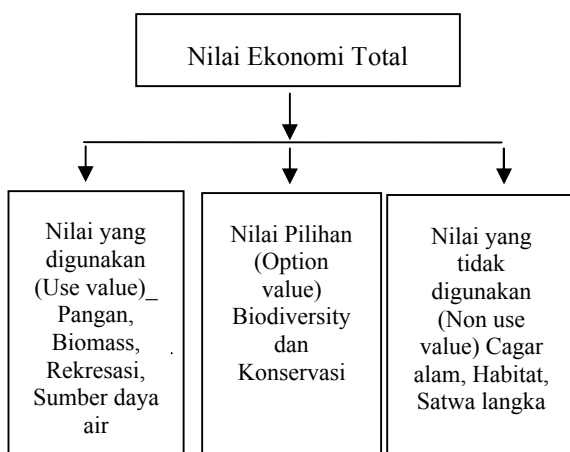 Nilai Ekonomi Total
Nilai yang
digunakan
(Use value)_
Pangan,
Biomass,
Rekresasi,
Sumber daya
air
Nilai Pilihan
(Option
value)
Biodiversity
dan
Konservasi
Nilai yang
tidak
digunakan
(Non use
value) Cagar
alam, Habitat,
Satwa langka